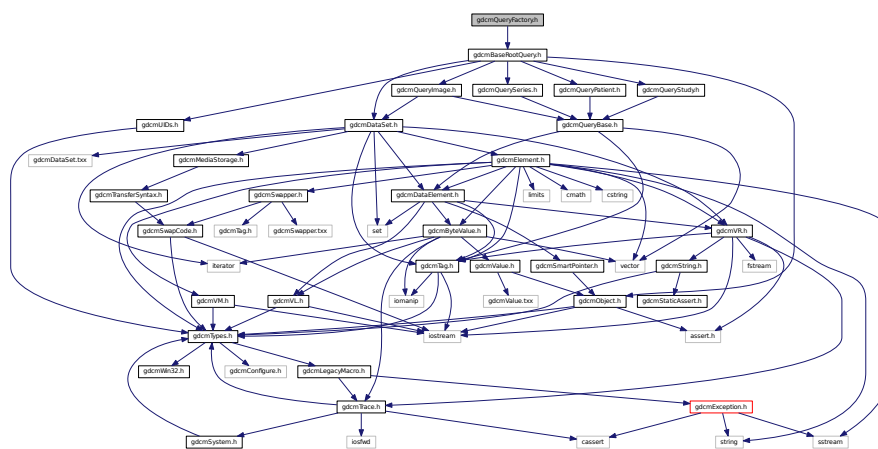 gdcmQueryFactory.h
gdcmBaseRootQuery.h
gdcmQueryImage.h
gdcmQuerySeries.h
gdcmQueryPatient.h
gdcmQueryStudy.h
gdcmUIDs.h
gdcmDataSet.h
gdcmQueryBase.h
gdcmDataSet.txx
gdcmMediaStorage.h
gdcmElement.h
gdcmTransferSyntax.h
gdcmSwapper.h
gdcmDataElement.h
limits
cmath
cstring
gdcmSwapCode.h
gdcmTag.h
gdcmSwapper.txx
set
gdcmByteValue.h
gdcmVR.h
iterator
gdcmTag.h
gdcmValue.h
gdcmSmartPointer.h
vector
gdcmString.h
fstream
gdcmVM.h
gdcmVL.h
iomanip
gdcmValue.txx
gdcmObject.h
gdcmStaticAssert.h
gdcmTypes.h
iostream
assert.h
gdcmWin32.h
gdcmConfigure.h
gdcmLegacyMacro.h
gdcmTrace.h
gdcmException.h
gdcmSystem.h
iosfwd
cassert
string
sstream